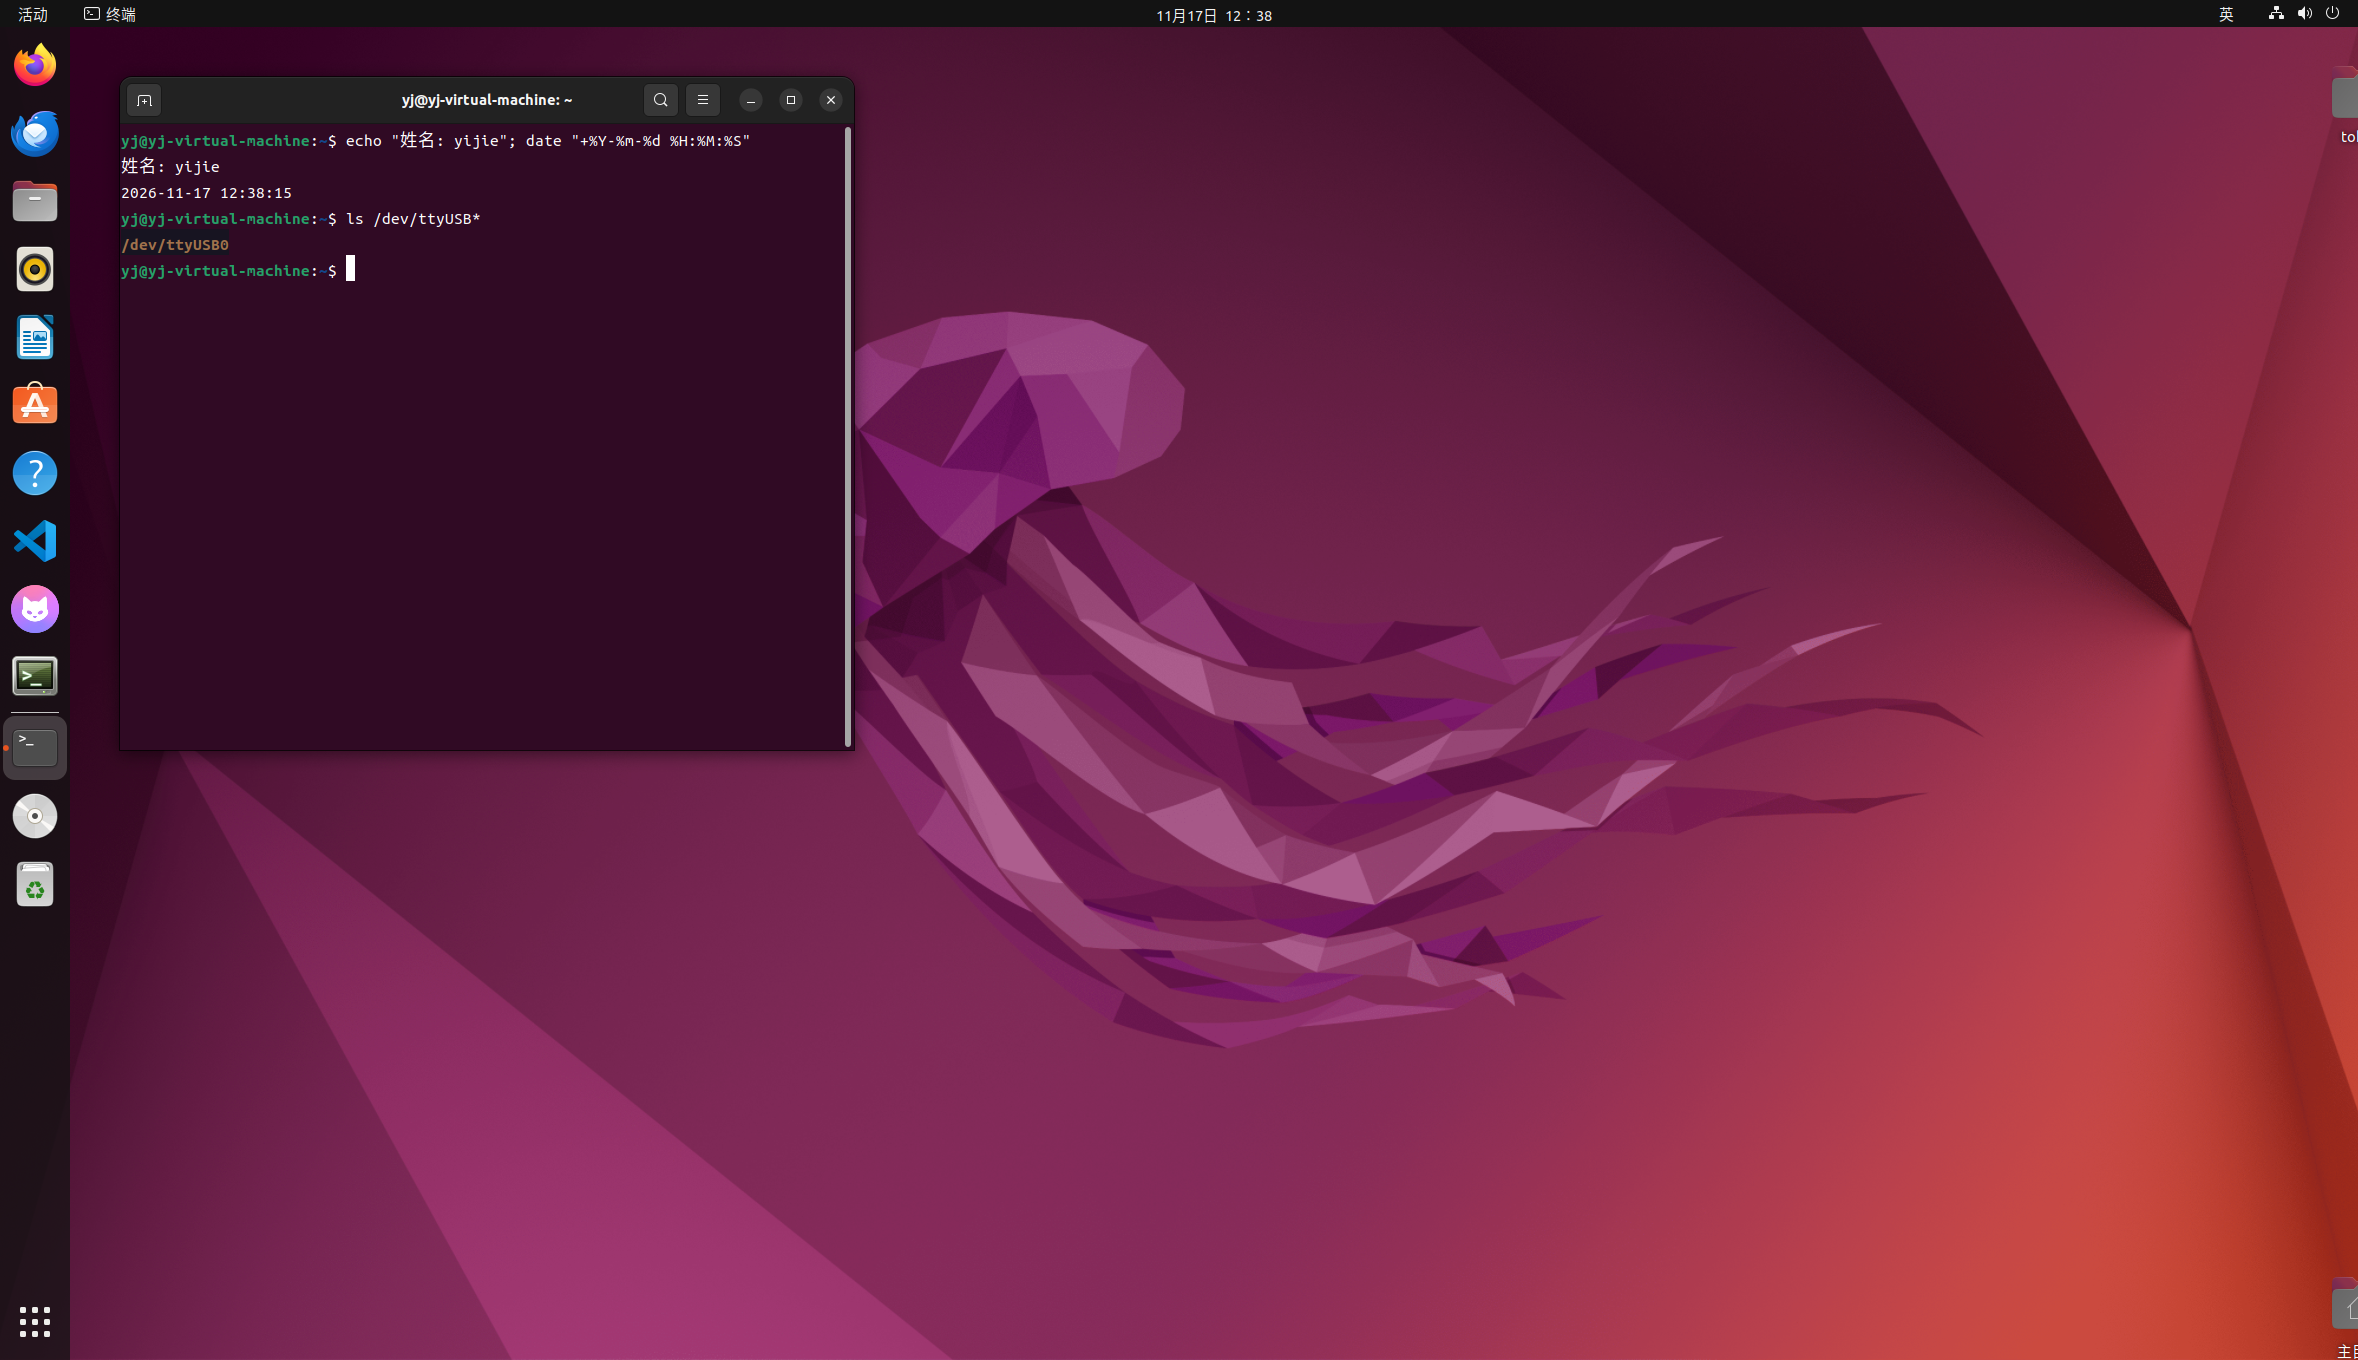 活动 终端 11月17日 12：38 英
yj@yj-virtual-machine: ~
yj@yj-virtual-machine:~$ echo "姓名: yijie"; date "+%Y-%m-%d %H:%M:%S"
姓名: yijie
2026-11-17 12:38:15
yj@yj-virtual-machine:~$ ls /dev/ttyUSB*
/dev/ttyUSB0
yj@yj-virtual-machine:~$